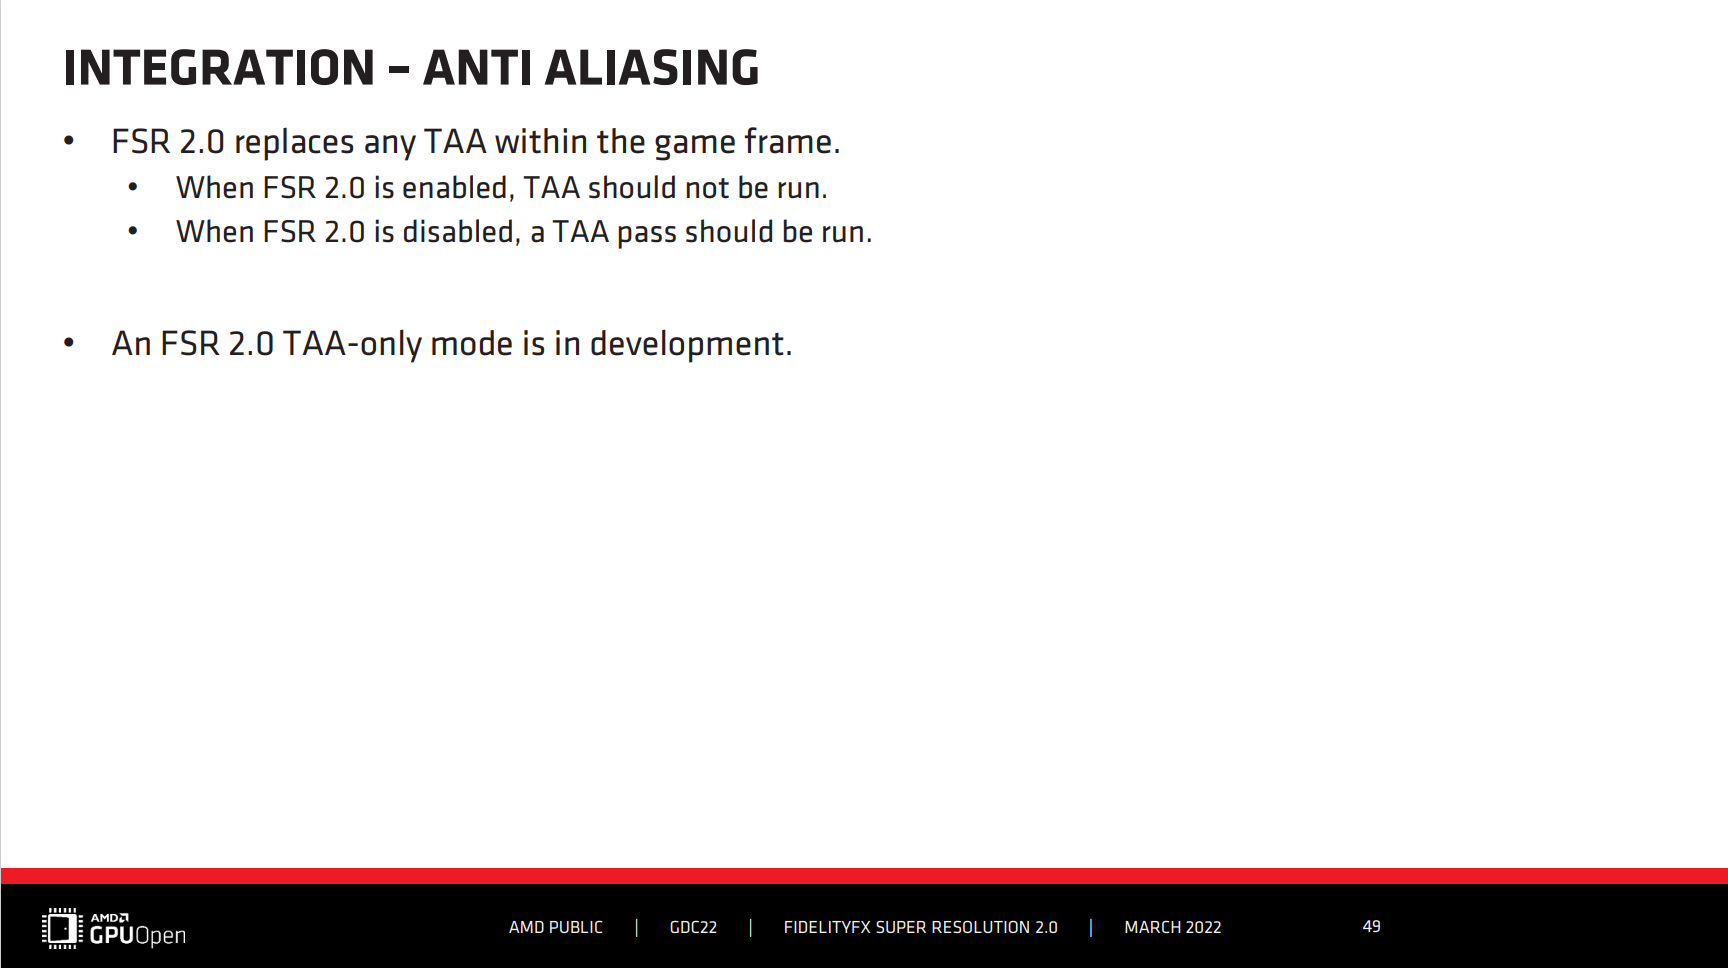 INTEGRATION – ANTI ALIASING
• FSR 2.0 replaces any TAA within the game frame.
• When FSR 2.0 is enabled, TAA should not be run.
• When FSR 2.0 is disabled, a TAA pass should be run.
• An FSR 2.0 TAA-only mode is in development.
AMD
GPUOpen
AMD PUBLIC | GDC22 | FIDELITYFX SUPER RESOLUTION 2.0 | MARCH 2022 49